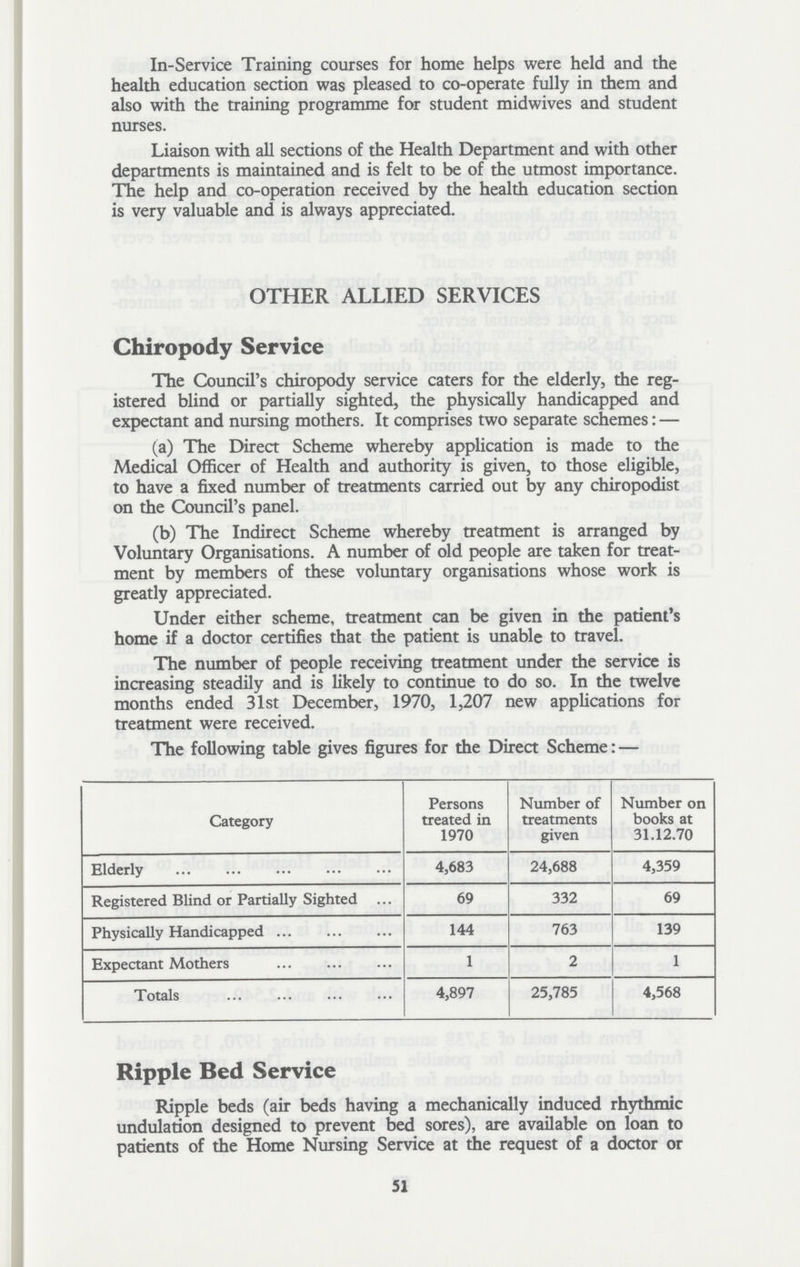 In-Service Training courses for home helps were held and the
health education section was pleased to co-operate fully in them and
also with the training programme for student midwives and student
nurses.
Liaison with all sections of the Health Department and with other
departments is maintained and is felt to be of the utmost importance.
The help and co-operation received by the health education section
is very valuable and is always appreciated.
OTHER ALLIED SERVICES
Chiropody Service
The Council's chiropody service caters for the elderly, the reg-
istered blind or partially sighted, the physically handicapped and
expectant and nursing mothers. It comprises two separate schemes:—
(a) The Direct Scheme whereby application is made to the
Medical Officer of Health and authority is given, to those eligible,
to have a fixed number of treatments carried out by any chiropodist
on the Council's panel.
(b) The Indirect Scheme whereby treatment is arranged by
Voluntary Organisations. A number of old people are taken for treat-
ment by members of these voluntary organisations whose work is
greatly appreciated.
Under either scheme, treatment can be given in the patient's
home if a doctor certifies that the patient is unable to travel.
The number of people receiving treatment under the service is
increasing steadily and is likely to continue to do so. In the twelve
months ended 31st December, 1970, 1,207 new applications for
treatment were received.
The following table gives figures for the Direct Scheme:—
Category Persons treated in 1970 Number of treatments given Number on books at 31.12.70
Elderly ... ... ... ... ... 4,683 24,688 4,359
Registered Blind or Partially Sighted ... 69 332 69
Physically Handicapped ... ... ... 144 763 139
Expectant Mothers ... ... ... 1 2 1
Totals ... ... ... ... 4,897 25,785 4,568
Ripple Bed Service
Ripple beds (air beds having a mechanically induced rhythmic
undulation designed to prevent bed sores), are available on loan to
patients of the Home Nursing Service at the request of a doctor or
51